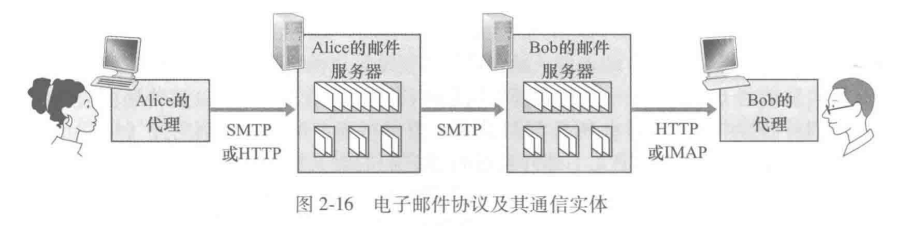 Alice的邮件
服务器
Bob的邮件
服务器
Alice的
代理
SMTP
或HTTP
SMTP
HTTP
或IMAP
Bob的
代理
图 2-16 电子邮件协议及其通信实体